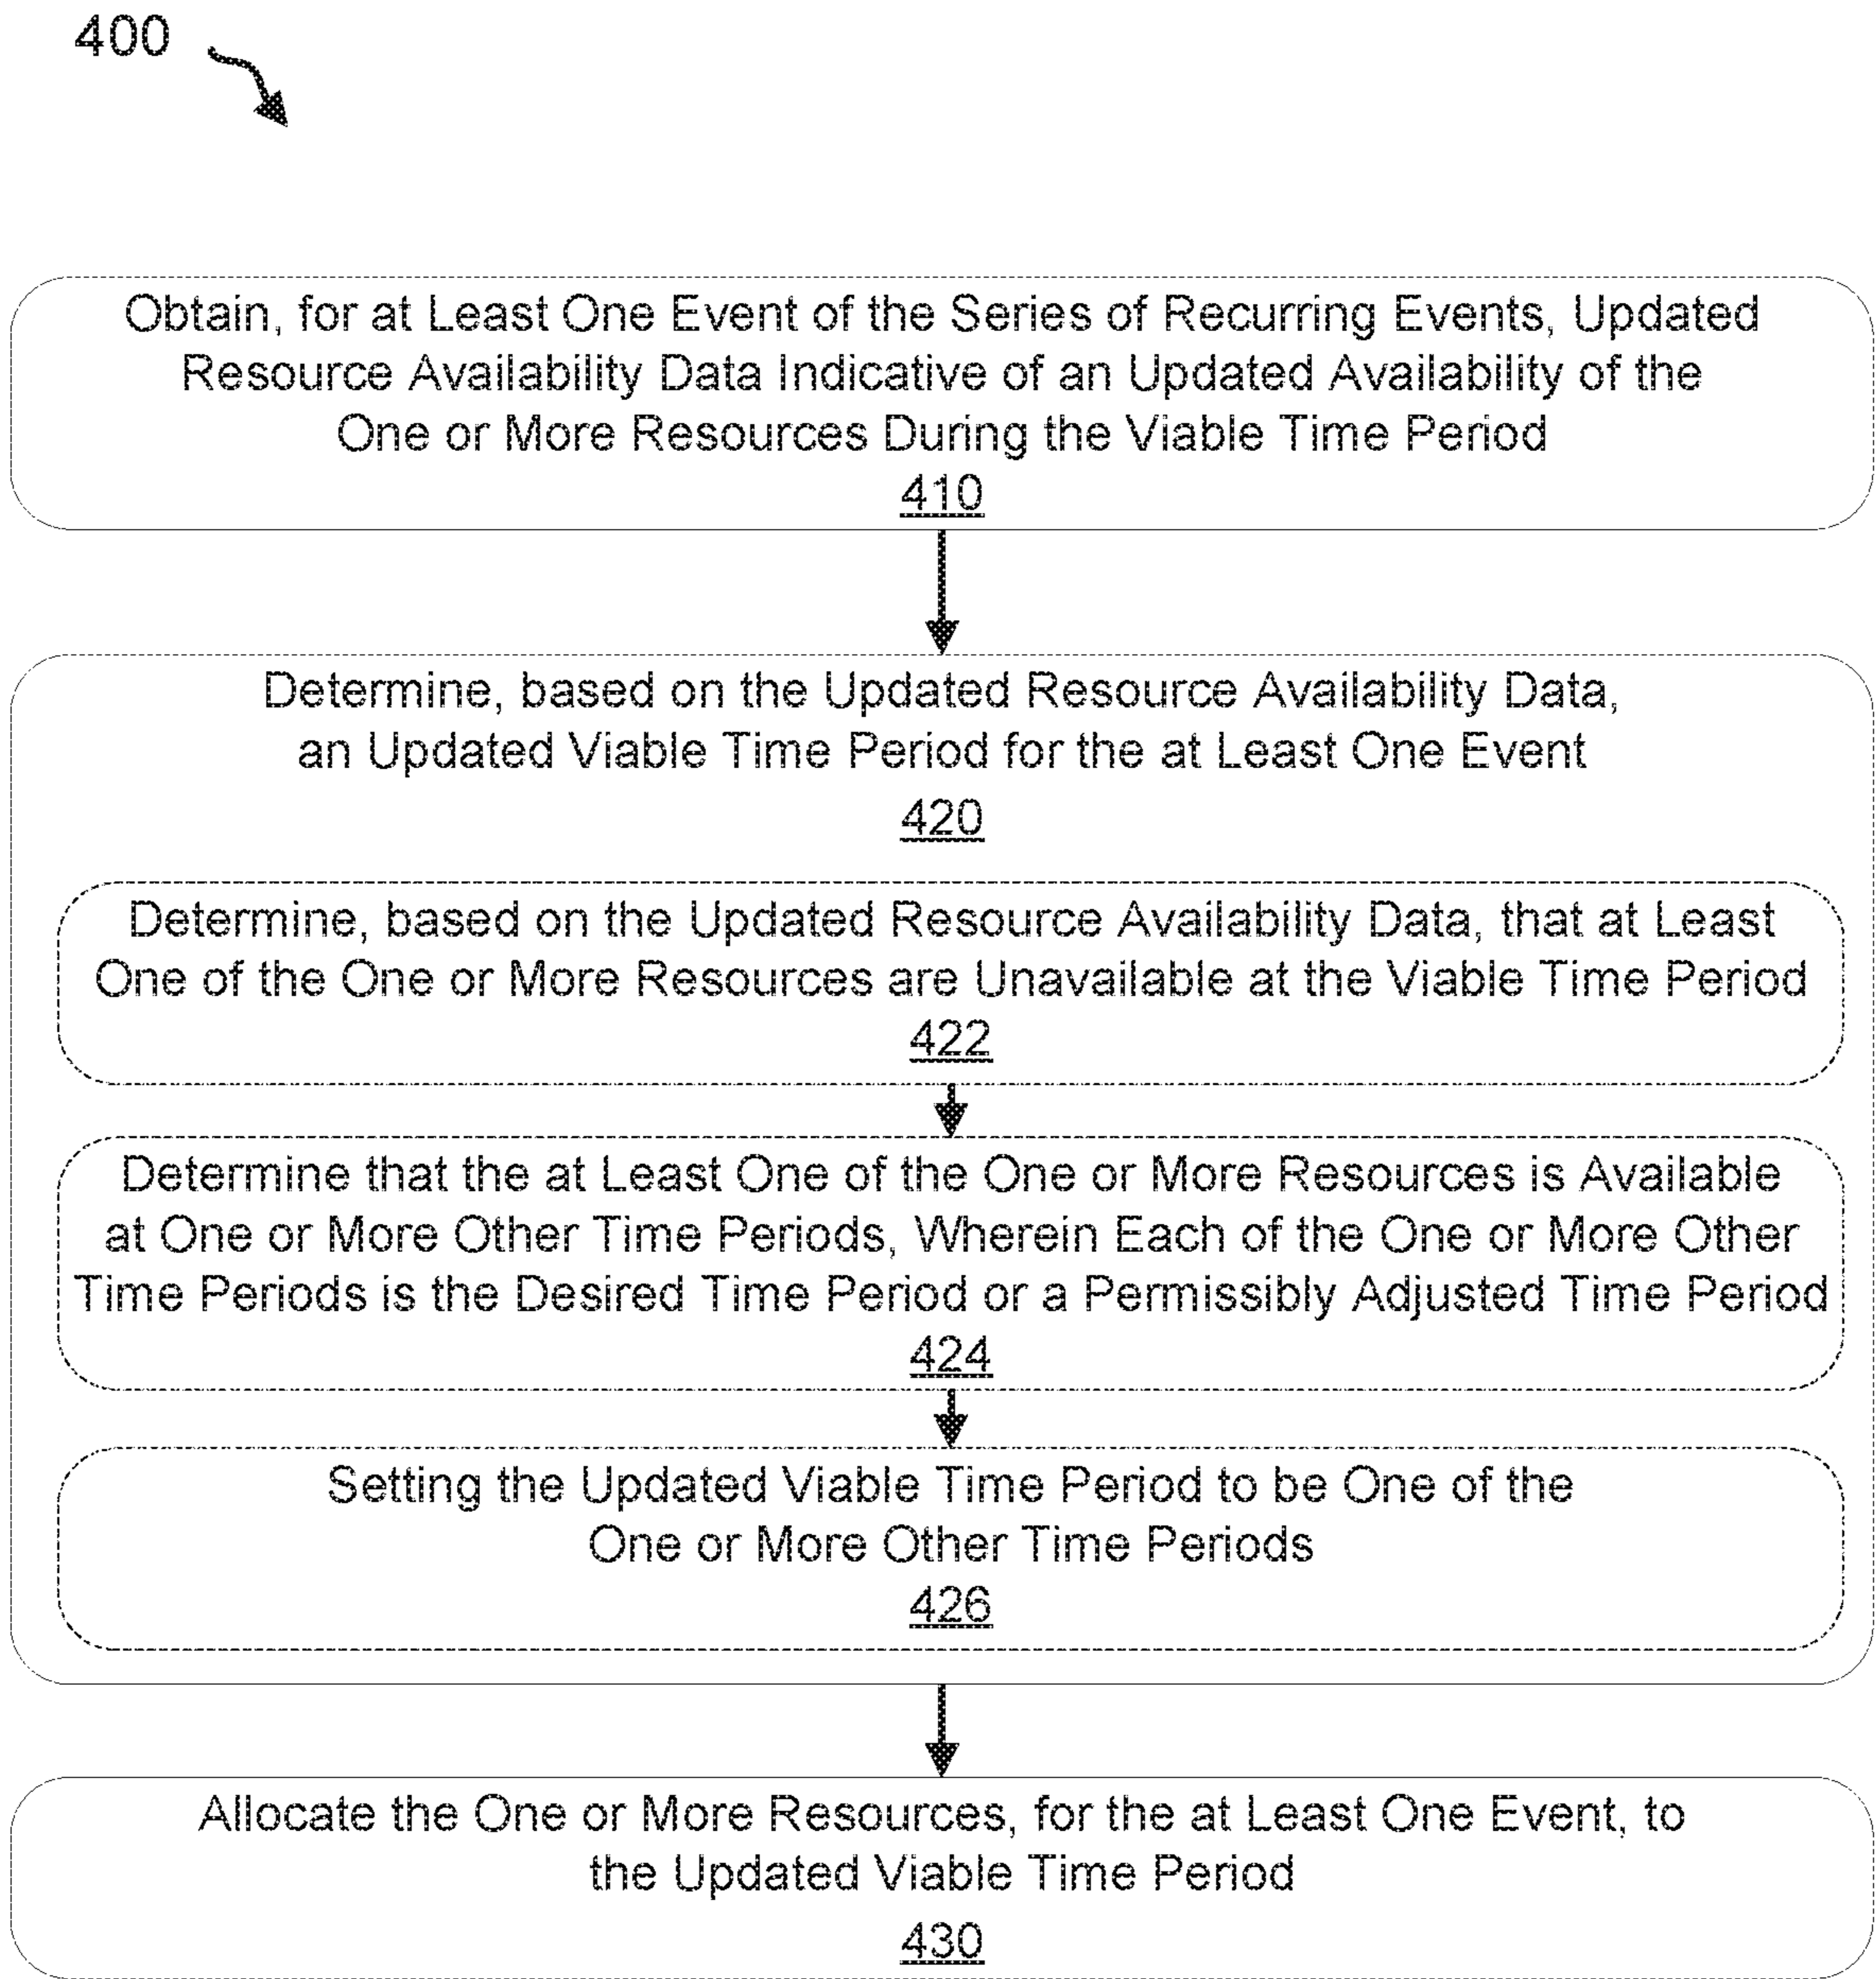 400
Obtain, for at Least One Event of the Series of Recurring Events, Updated
Resource Availability Data Indicative of an Updated Availability of the
One or More Resources During the Viable Time Period
410
Determine, based on the Updated Resource Availability Data,
an Updated Viable Time Period for the at Least One Event
420
Determine, based on the Updated Resource Availability Data, that at Least
One of the One or More Resources are Unavailable at the Viable Time Period
422
Determine that the at Least One of the One or More Resources is Available
at One or More Other Time Periods, Wherein Each of the One or More Other
Time Periods is the Desired Time Period or a Permissibly Adjusted Time Period
424
Setting the Updated Viable Time Period to be One of the
One or More Other Time Periods
426
Allocate the One or More Resources, for the at Least One Event, to
the Updated Viable Time Period
430